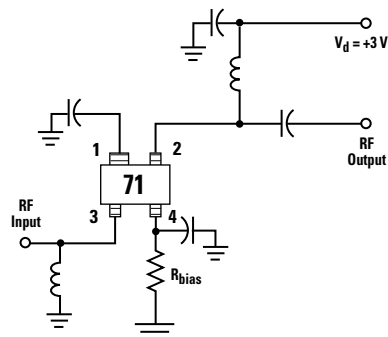 V_d = +3 V
RF
Output
1
2
71
3
4
RF
Input
R_bias